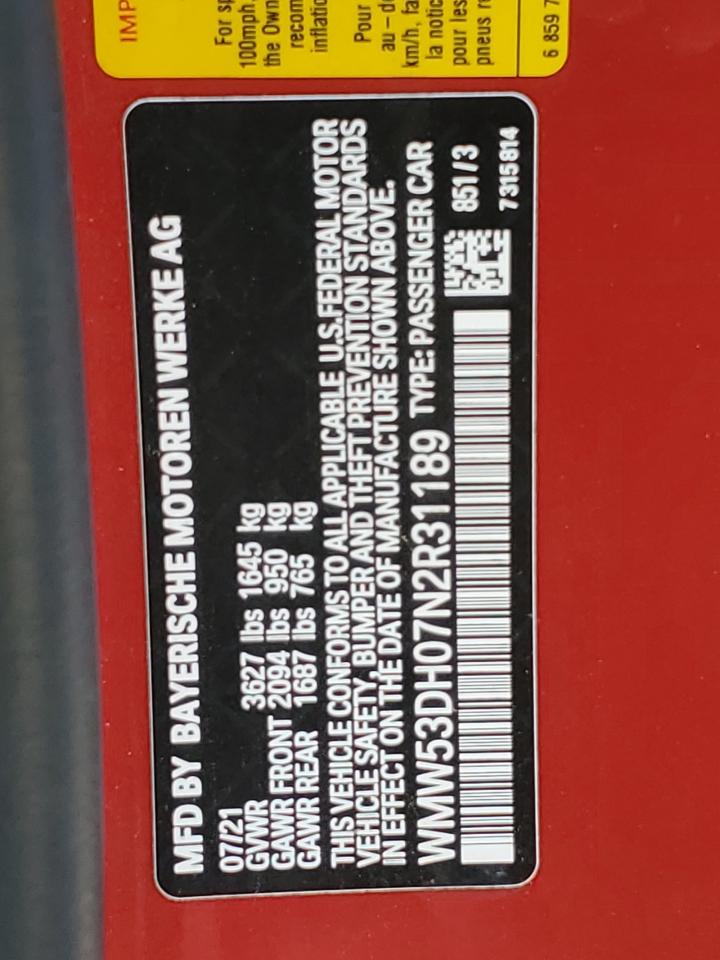 IMP
For sp
100mph,
the Own
recom
inflatio
Pour
au – d
km/h, fa
la notic
pour les
pneus r
6 859 7
MFD BY BAYERISCHE MOTOREN WERKE AG
07/21
GVWR 3627 lbs 1645 kg
GAWR FRONT 2094 lbs 950 kg
GAWR REAR 1687 lbs 765 kg
THIS VEHICLE CONFORMS TO ALL APPLICABLE U.S.FEDERAL MOTOR
VEHICLE SAFETY, BUMPER AND THEFT PREVENTION STANDARDS
IN EFFECT ON THE DATE OF MANUFACTURE SHOWN ABOVE.
WMW53DH07N2R31189 TYPE: PASSENGER CAR
851 / 3
7315814